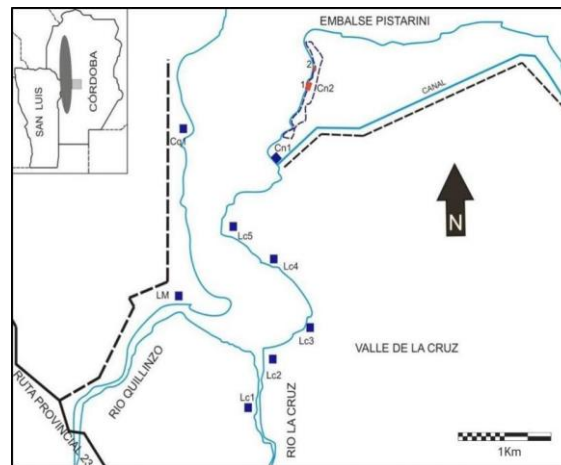 EMBALSE PISTARINI
SAN LUIS
CÓRDOBA
2
1
Cn2
CANAL
Co1
Cn1
N
Lc5
Lc4
LM
Lc3
VALLE DE LA CRUZ
Lc2
RIO QUILLINZO
RUTA PROVINCIAL 23
Lc1
RIO LA CRUZ
1Km